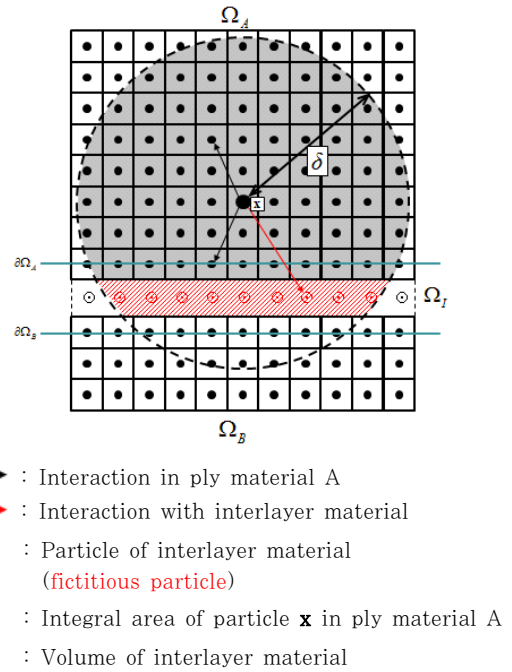 Ω_A
δ
x
∂Ω_A
Ω_I
∂Ω_B
Ω_B
: Interaction in ply material A
: Interaction with interlayer material
: Particle of interlayer material
(fictitious particle)
: Integral area of particle x in ply material A
: Volume of interlayer material